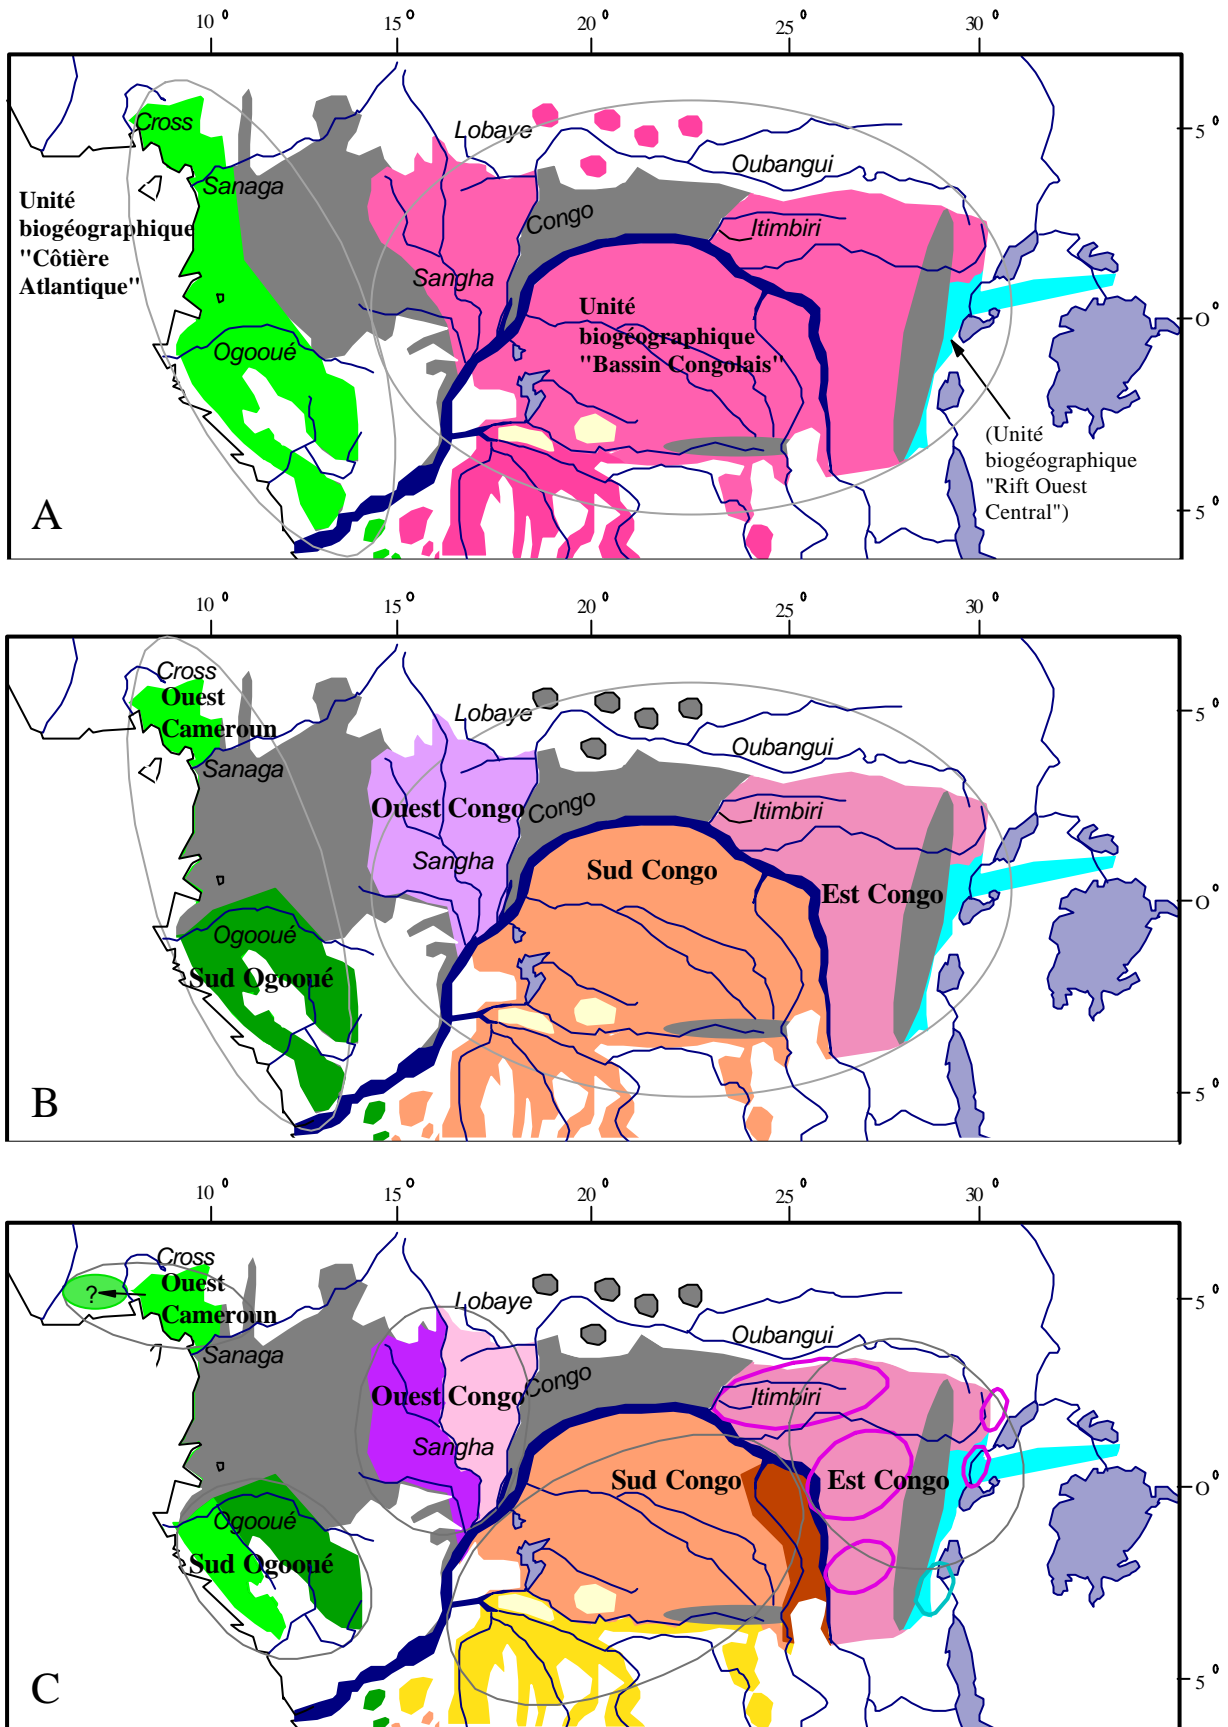 10° 15° 20° 25° 30°
Cross
Lobaye
5°
Oubangui
Sanaga
Unité
biogéographique
"Côtière
Atlantique"
Congo
Itimbiri
Sangha
Unité
biogéographique
"Bassin Congolais"
O°
Ogooué
(Unité
biogéographique
"Rift Ouest
Central")
A
5°
10° 15° 20° 25° 30°
Cross
Ouest
Cameroun
Lobaye
5°
Oubangui
Sanaga
Ouest Congo
Congo
Itimbiri
Sangha
Sud Congo
Est Congo
O°
Ogooué
Sud Ogooué
B
5°
10° 15° 20° 25° 30°
Cross
Ouest
Cameroun
?
Lobaye
5°
Oubangui
Sanaga
Ouest Congo
Congo
Itimbiri
Sangha
Sud Congo
Est Congo
O°
Ogooué
Sud Ogooué
C
5°